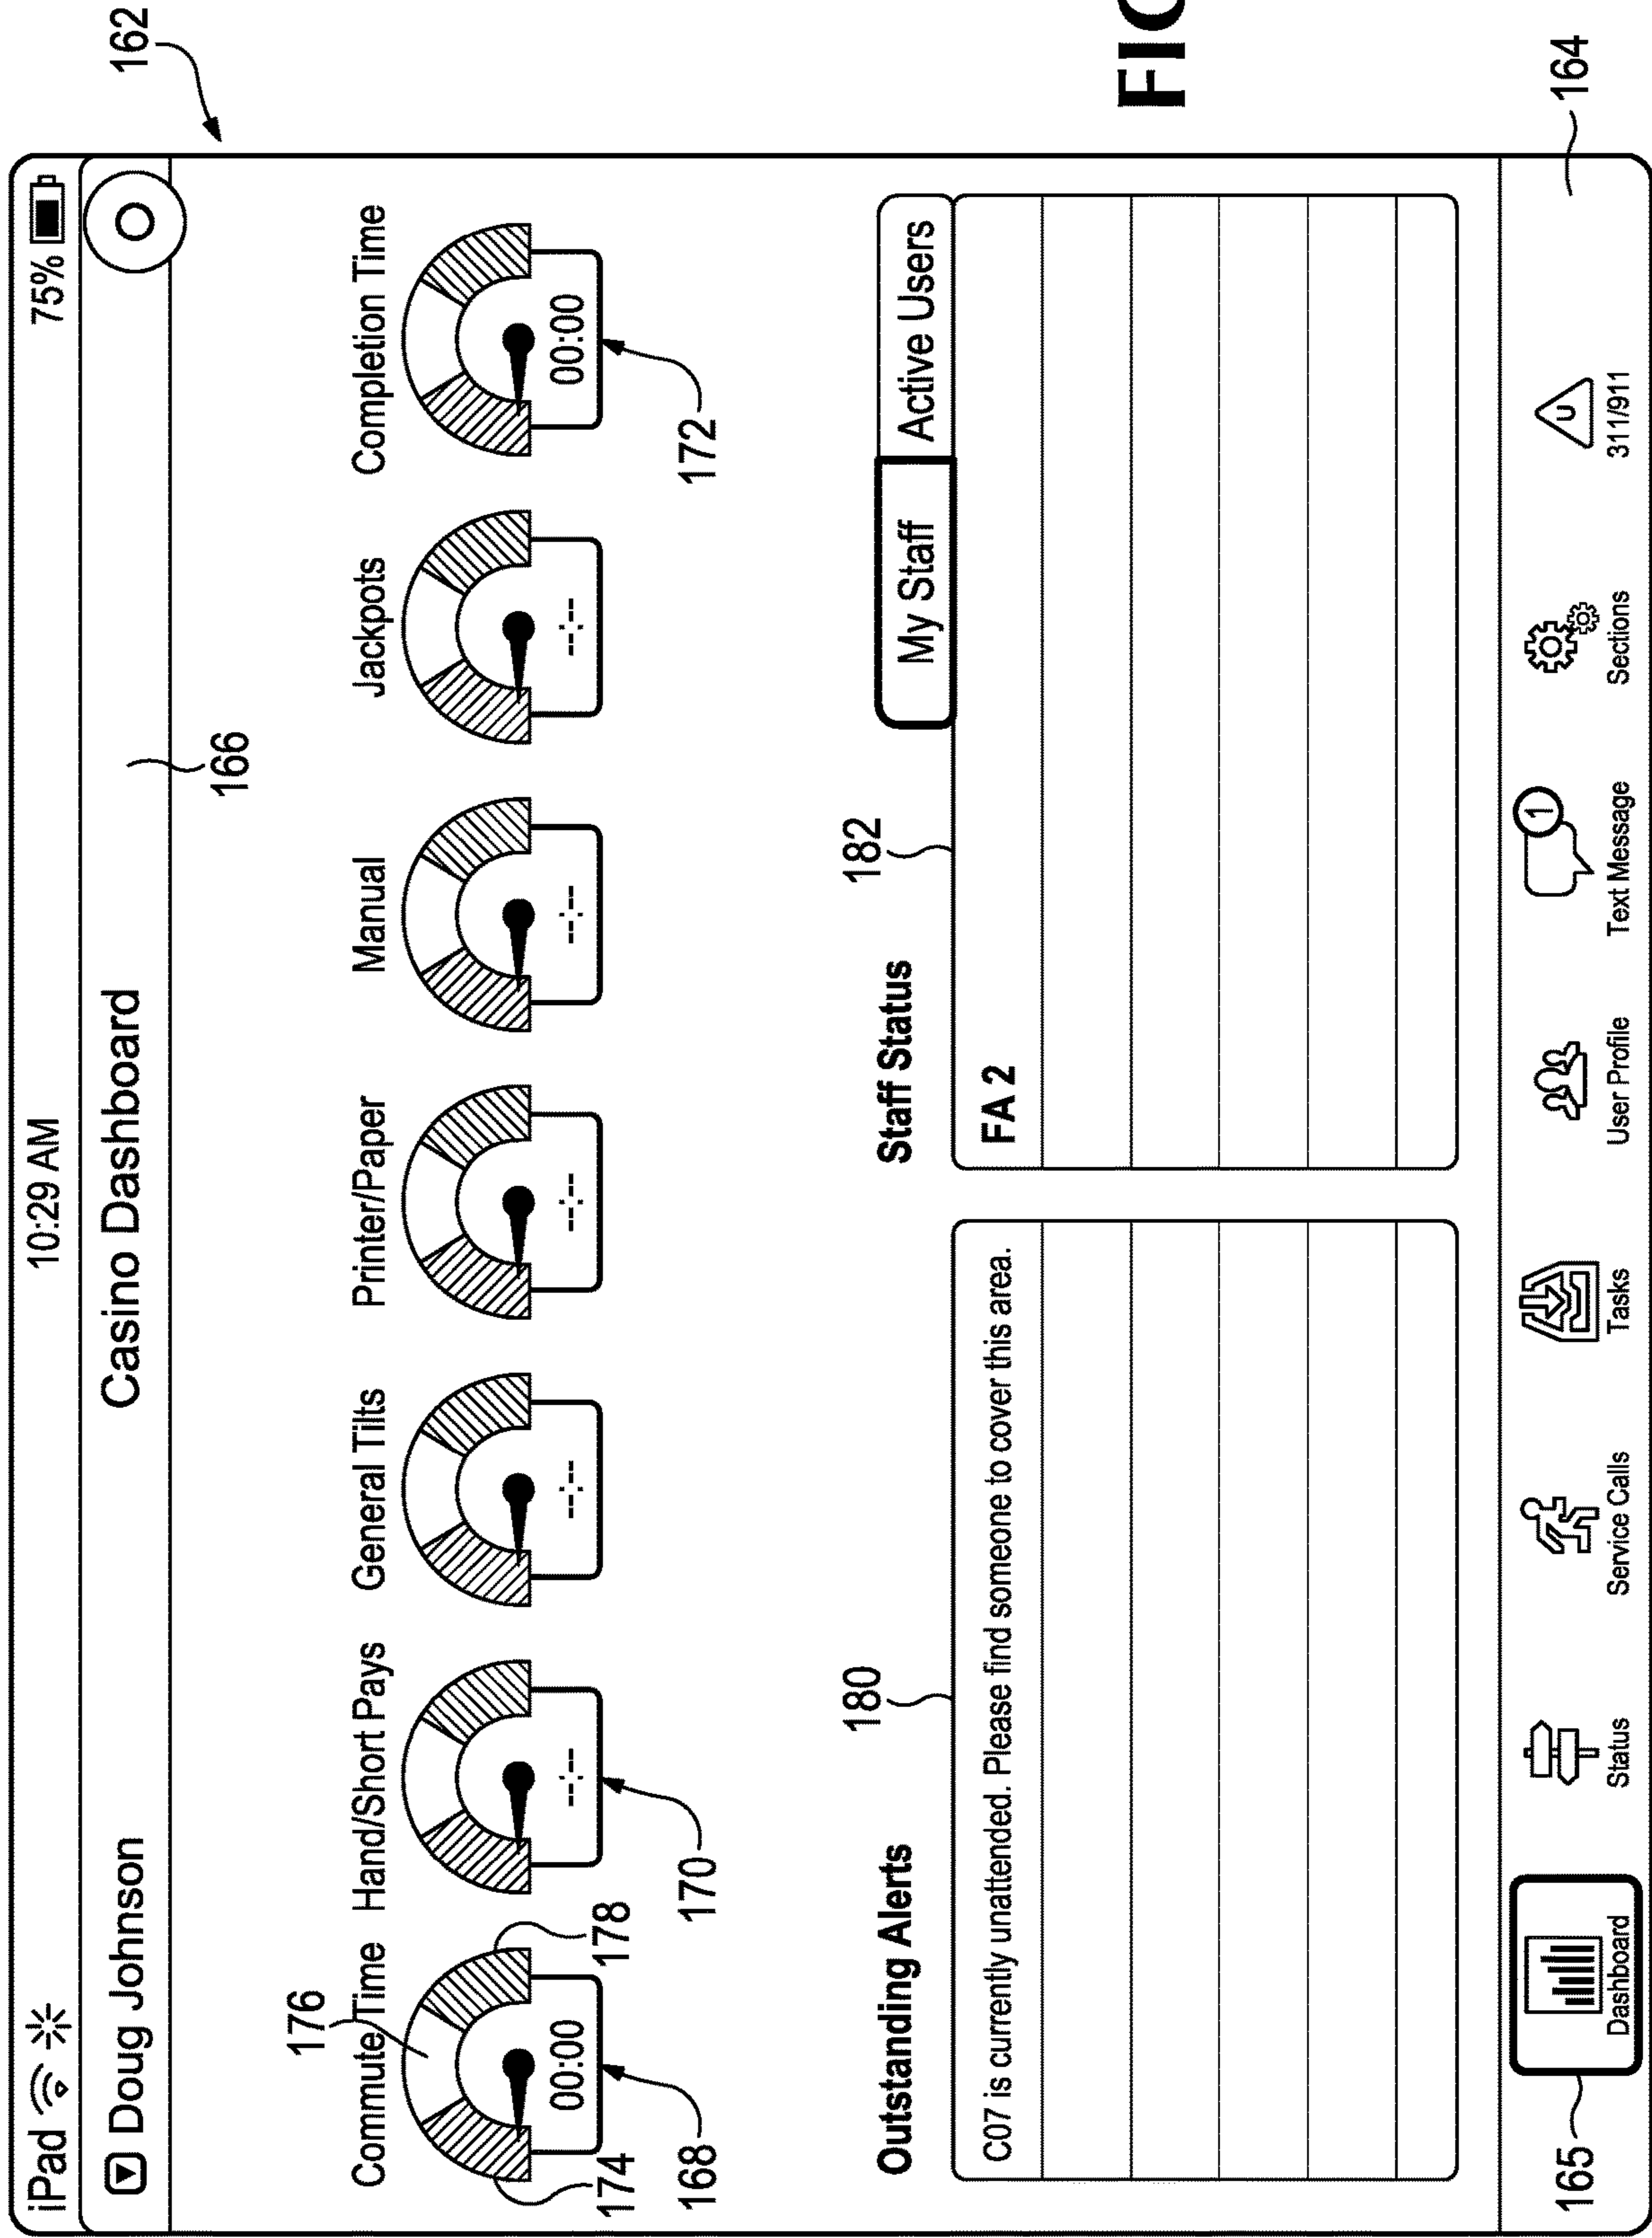 iPad 10:29 AM 75%
Doug Johnson Casino Dashboard
162
166
Commute Time Hand/Short Pays General Tilts Printer/Paper Manual Jackpots Completion Time
176
00:00 --:-- --:-- --:-- --:-- --:-- 00:00
174 178
168 170 172
180 182
Outstanding Alerts Staff Status My Staff Active Users
C07 is currently unattended. Please find someone to cover this area.
FA 2
165
Dashboard Status Service Calls Tasks User Profile Text Message Sections 311/911
1
U
164